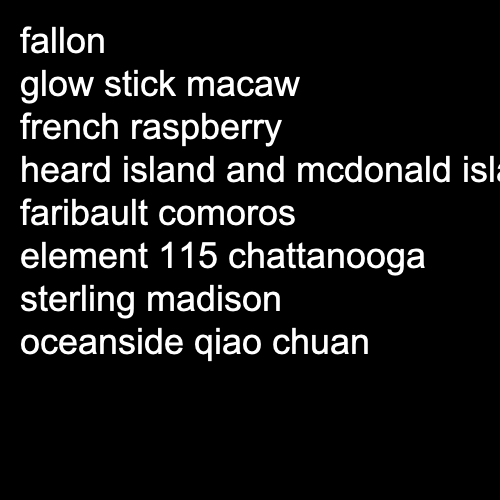 fallon
glow stick macaw
french raspberry
heard island and mcdonald
faribault comoros
element 115 chattanooga
sterling madison
oceanside qiao chuan